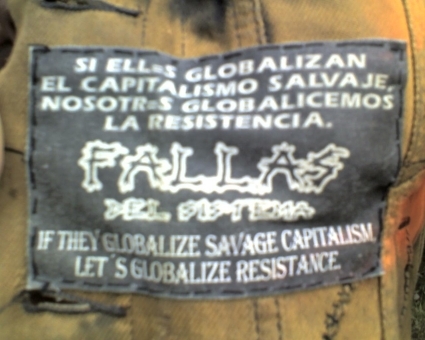 SI ELL=S GLOBALIZAN
EL CAPITALISMO SALVAJE,
NOSOTR=S GLOBALICEMOS
LA RESISTENCIA.
FALLAS
DEL SISTEMA
IF THEY GLOBALIZE SAVAGE CAPITALISM,
LET´S GLOBALIZE RESISTANCE.